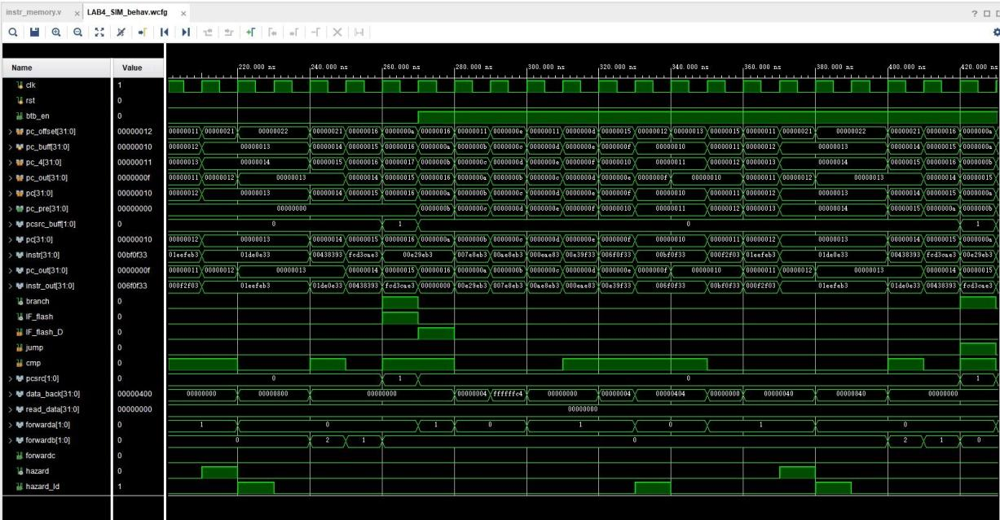 instr_memory.v × LAB4_SIM_behav.wcfg × ? 
Name Value 220.000 ns 240.000 ns 260.000 ns 280.000 ns 300.000 ns 320.000 ns 340.000 ns 360.000 ns 380.000 ns 400.000 ns 420.000 ns
clk 1
rst 0
btb_en 0
pc_offset[31:0] 00000012 00000011 00000021 00000022 00000021 00000016 0000000a 00000016 00000011 0000000e 00000011 0000000d 00000015 00000012 00000013 00000015 00000011 00000021 00000022 00000021 00000016 0000000a
pc_buff[31:0] 00000010 00000012 00000013 00000014 00000015 00000016 0000000a 0000000b 0000000c 0000000d 0000000e 0000000f 00000010 00000011 00000012 00000013 00000014 00000015 0000000a
pc_4[31:0] 00000011 00000013 00000014 00000015 00000016 00000017 0000000b 0000000c 0000000d 0000000e 0000000f 00000010 00000011 00000012 00000013 00000014 00000015 00000016 0000000b
pc_out[31:0] 0000000f 00000011 00000012 00000013 00000014 00000015 00000016 0000000a 0000000b 0000000c 0000000d 0000000e 0000000f 00000010 00000011 00000012 00000013 00000014 00000015
pc[31:0] 00000010 00000012 00000013 00000014 00000015 00000016 0000000a 0000000b 0000000c 0000000d 0000000e 0000000f 00000010 00000011 00000012 00000013 00000014 00000015 0000000a
pc_pre[31:0] 00000000 00000000 0000000b 0000000c 0000000d 0000000e 0000000f 00000010 00000011 00000012 00000013 00000014 00000015 0000000a 0000000b
pcsrc_buff[1:0] 0 0 1 0 1
pc[31:0] 00000010 00000012 00000013 00000014 00000015 00000016 0000000a 0000000b 0000000c 0000000d 0000000e 0000000f 00000010 00000011 00000012 00000013 00000014 00000015 0000000a
instr[31:0] 00bf0f33 01eefeb3 01de0e33 00438393 fcd3cae3 00e29eb3 007e8eb3 00ae8eb3 000eae83 00e39f33 006f0f33 00bf0f33 000f2f03 01eefeb3 01de0e33 00438393 fcd3cae3 00e29eb3
pc_out[31:0] 0000000f 00000011 00000012 00000013 00000014 00000015 00000016 0000000a 0000000b 0000000c 0000000d 0000000e 0000000f 00000010 00000011 00000012 00000013 00000014 00000015
instr_out[31:0] 006f0f33 000f2f03 01eefeb3 01de0e33 00438393 fcd3cae3 00000000 00e29eb3 007e8eb3 00ae8eb3 000eae83 00e39f33 006f0f33 00bf0f33 000f2f03 01eefeb3 01de0e33 00438393 fcd3cae3
branch 0
IF_flash 0
IF_flash_D 0
jump 0
cmp 0
pcsrc[1:0] 0 0 1 0 1
data_back[31:0] 00000400 00000000 00000800 00000000 00000004 ffffffc4 00000000 00000004 00000404 00000000 00000040 00000840 00000000
read_data[31:0] 00000000 00000000
forwarda[1:0] 0 1 0 1 0 1 0 1 0
forwardb[1:0] 0 0 2 1 0 2 1 0
forwardc 0
hazard 0
hazard_ld 1